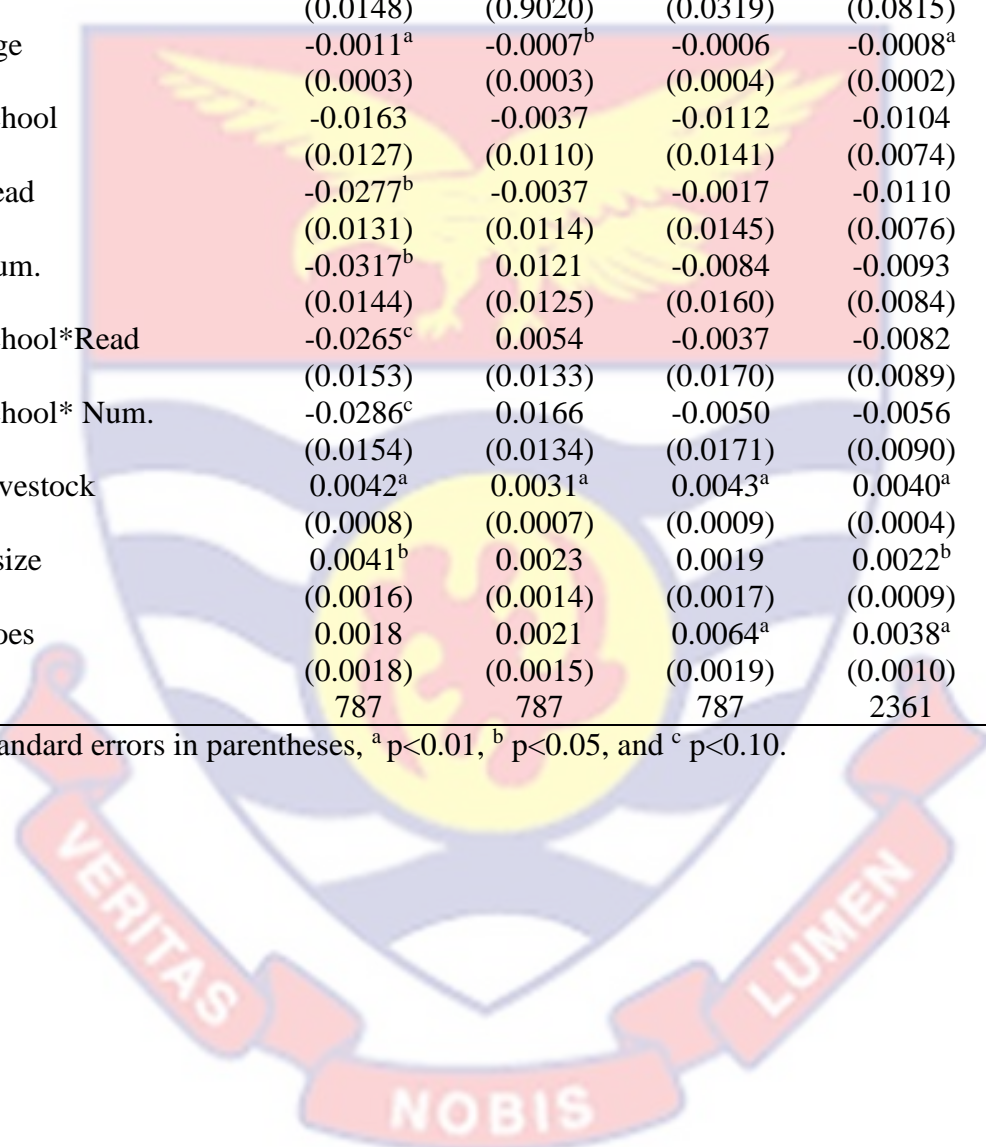 (0.0148) (0.9020) (0.0319) (0.0815)
ge -0.0011a -0.0007b -0.0006 -0.0008a
(0.0003) (0.0003) (0.0004) (0.0002)
hool -0.0163 -0.0037 -0.0112 -0.0104
(0.0127) (0.0110) (0.0141) (0.0074)
ead -0.0277b -0.0037 -0.0017 -0.0110
(0.0131) (0.0114) (0.0145) (0.0076)
um. -0.0317b 0.0121 -0.0084 -0.0093
(0.0144) (0.0125) (0.0160) (0.0084)
hool*Read -0.0265c 0.0054 -0.0037 -0.0082
(0.0153) (0.0133) (0.0170) (0.0089)
hool* Num. -0.0286c 0.0166 -0.0050 -0.0056
(0.0154) (0.0134) (0.0171) (0.0090)
vestock 0.0042a 0.0031a 0.0043a 0.0040a
(0.0008) (0.0007) (0.0009) (0.0004)
size 0.0041b 0.0023 0.0019 0.0022b
(0.0016) (0.0014) (0.0017) (0.0009)
oes 0.0018 0.0021 0.0064a 0.0038a
(0.0018) (0.0015) (0.0019) (0.0010)
787 787 787 2361
andard errors in parentheses, a p<0.01, b p<0.05, and c p<0.10.
VERITAS
NOBIS
LUMEN